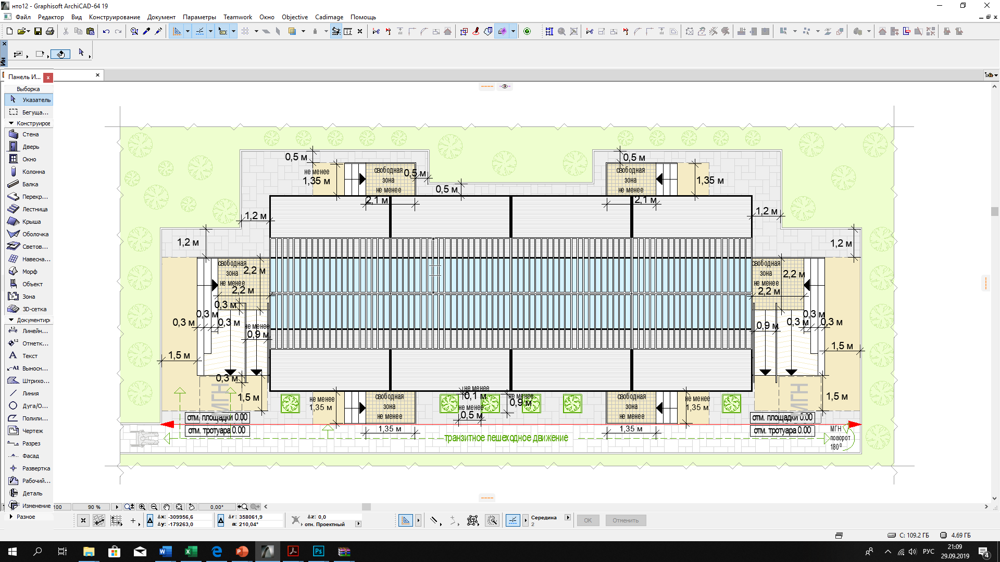 нто12 - Graphisoft ArchiCAD-64 19
Файл Редактор Вид Конструирование Документ Параметры Teamwork Окно Objective Cadimage Помощь
Ин
Панель И...
Выборка
Указатель
Бегуща...
Конструиров
Стена
Дверь
Окно
Колонна
Балка
Перекр...
Лестница
Крыша
Оболочка
Светов...
Навесна...
Морф
Объект
Зона
3D-сетка
Документир
Линейн...
Отметк...
Текст
Выносн...
Штрихо...
Линия
Дуга/О...
Полили...
Чертеж
Разрез
Фасад
Развертка
Рабочий...
Деталь
Изменение
Разное
0,5 м
0,5 м
не менее
1,35 м
свободная
зона
не менее
0,5 м
0,5 м
свободная
зона
не менее
1,35 м
2,1 м
2,1 м
1,2 м
1,2 м
1,2 м
1,2 м
свободная
зона
не менее
2,2 м
2,2 м
свободная
зона
не менее
2,2 м
2,2 м
0,3 м
0,3 м
0,3 м
0,3 м
не менее
0,9 м
0,9 м
0,3 м
0,3 м
0,3 м
1,5 м
1,5 м
0,3 м
МГН
1,5 м
МГН
1,5 м
не менее
1,35 м
свободная
зона
не менее
не менее
0,1 м
не менее
0,5 м
не менее
0,9 м
свободная
зона
не менее
не менее
1,35 м
отм. площадки 0.00
отм. тротуара 0.00
отм. площадки 0.00
отм. тротуара 0.00
1,35 м
1,35 м
транзитное пешеходное движение
МГН
поворот
180°
100
90 %
0,00°
Δx: -309956,6
Δy: -179263,0
Δr: 358061,9
a: 210,04°
Δz: 0,0
отн. Проектный
Середина
2
ОК
Отменить
C: 109.2 ГБ
4.69 ГБ
РУС
21:09
29.09.2019
4